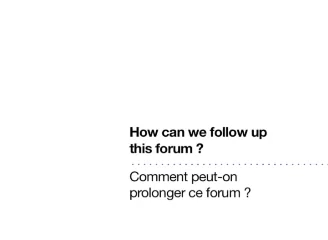 How can we follow up
this forum ?
Comment peut-on
prolonger ce forum ?